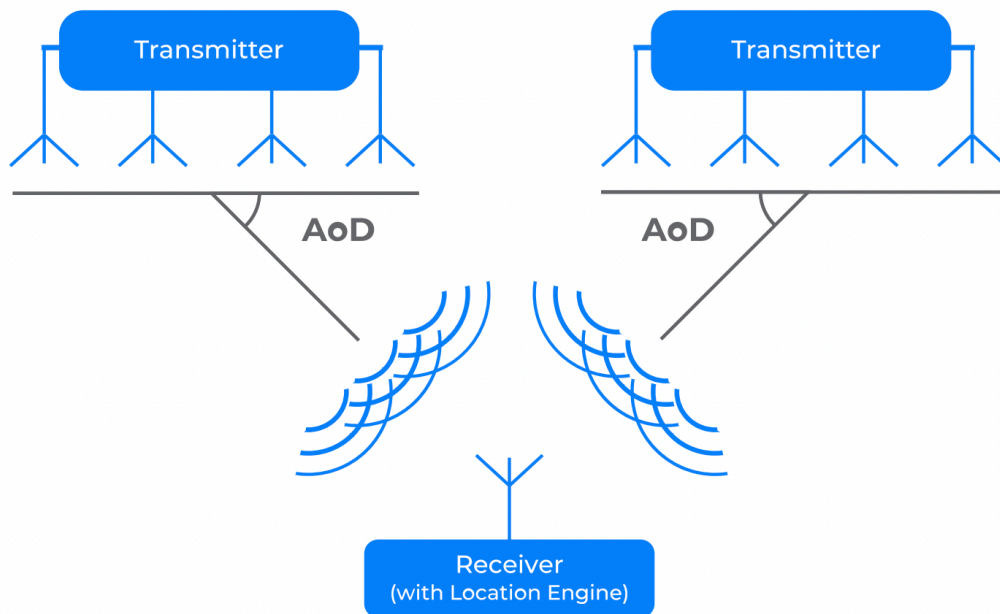 Transmitter
Transmitter
AoD
AoD
Receiver
(with Location Engine)